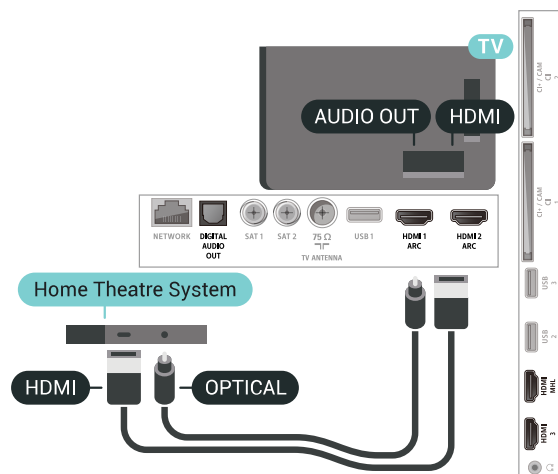 TV
AUDIO OUT
HDMI
NETWORK
DIGITAL
AUDIO
OUT
SAT 1
SAT 2
75 Ω
TV ANTENNA
USB 1
HDMI 1
ARC
HDMI 2
ARC
Home Theatre System
HDMI
OPTICAL
CI+ / CAM
CI+ / CAM
USB
3
USB
2
HDMI
MHL
HDMI
3